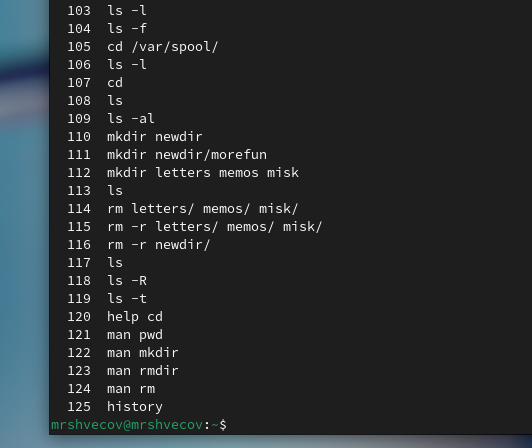 103 ls -l
104 ls -f
105 cd /var/spool/
106 ls -l
107 cd
108 ls
109 ls -al
110 mkdir newdir
111 mkdir newdir/morefun
112 mkdir letters memos misk
113 ls
114 rm letters/ memos/ misk/
115 rm -r letters/ memos/ misk/
116 rm -r newdir/
117 ls
118 ls -R
119 ls -t
120 help cd
121 man pwd
122 man mkdir
123 man rmdir
124 man rm
125 history
mrshvecov@mrshvecov:~$